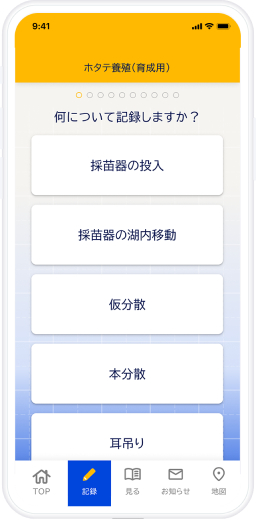 9:41
ホタテ養殖(育成用)
何について記録しますか？
採苗器の投入
採苗器の湖内移動
仮分散
本分散
耳吊り
TOP
記録
見る
お知らせ
地図